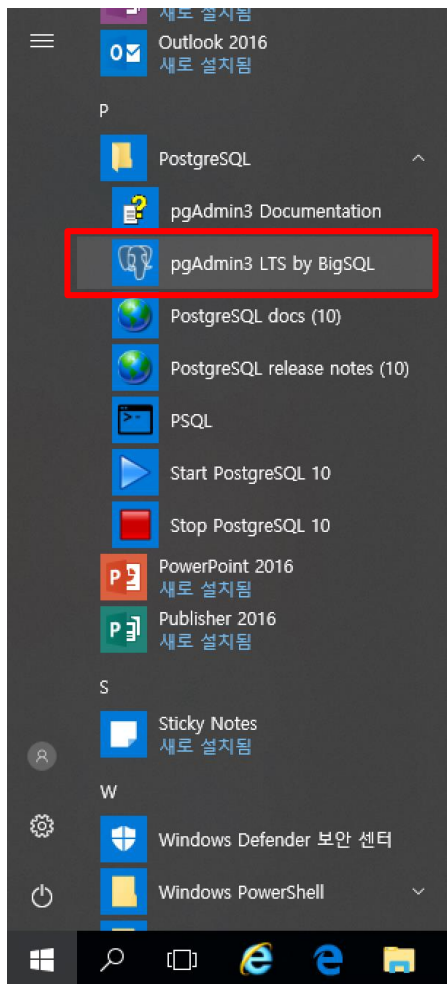 새로 설치됨
Outlook 2016
새로 설치됨
P
PostgreSQL
pgAdmin3 Documentation
pgAdmin3 LTS by BigSQL
PostgreSQL docs (10)
PostgreSQL release notes (10)
PSQL
Start PostgreSQL 10
Stop PostgreSQL 10
PowerPoint 2016
새로 설치됨
Publisher 2016
새로 설치됨
S
Sticky Notes
새로 설치됨
W
Windows Defender 보안 센터
Windows PowerShell